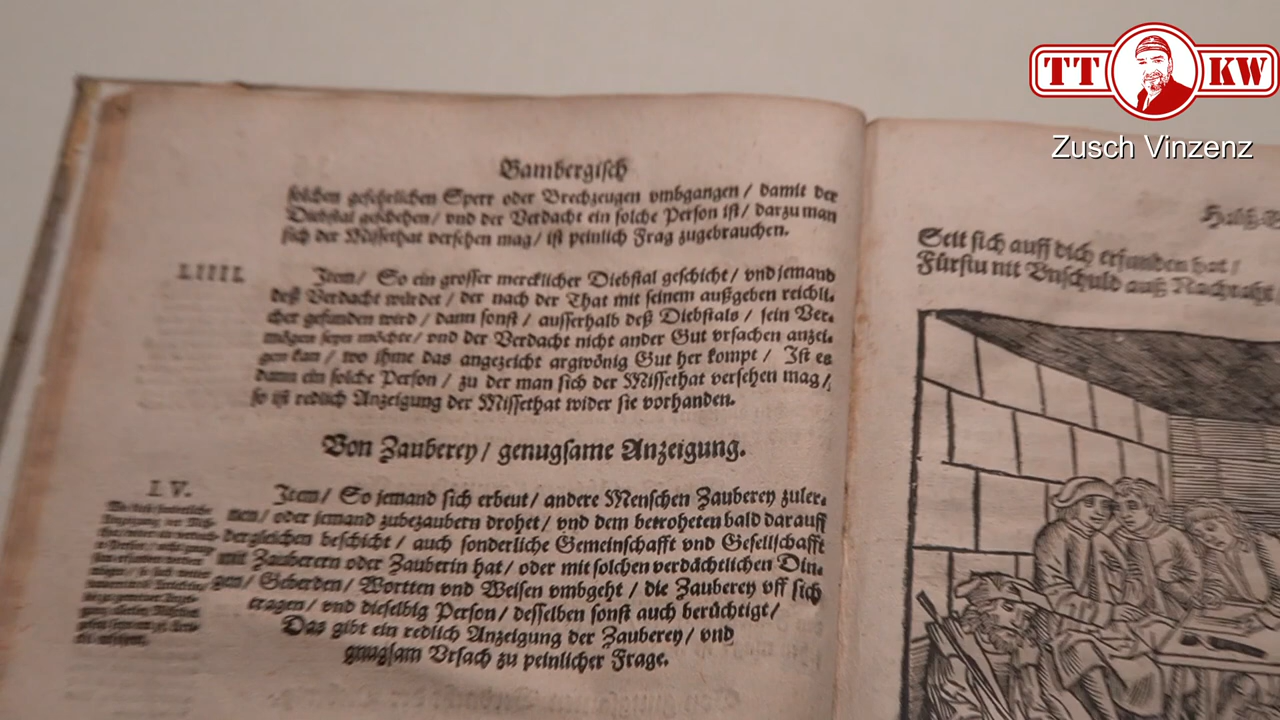 TT KW
Zusch Vinzenz
Bambergisch
solchen gefehrlichen Sperr oder Brechzeugen vmbgangen / damit der
Diebstal geschehen / vnd der Verdacht ein solche Person ist / darzu man
sich der Missethat versehen mag / ist peinlich Frag zugebrauchen.
LIIII.
Item / So ein grosser mercklicher Diebstal geschicht / vnd jemand
deß Verdacht würdet / der nach der That mit seinem außgeben reichli-
cher gefunden wird / dann sonst / ausserhalb deß Diebstals / sein Ver-
mögen seyn möchte / vnd der Verdacht nicht ander Gut vrsachen anzei-
gen kan / wo ihme das angezeicht argwönig Gut her kompt / Ist es
dann ein solche Person / zu der man sich der Missethat versehen mag /
so ist redlich Anzeigung der Missethat wider sie vorhanden.
Von Zauberey / genugsame Anzeigung.
LV.
Item / So jemand sich erbeut / andere Menschen Zauberey zuler-
nen / oder jemand zubezaubern drohet / vnd dem betroheten bald darauff
dergleichen beschicht / auch sonderliche Gemeinschafft vnd Gesellschafft
mit Zauberern oder Zauberin hat / oder mit solchen verdächtlichen Din-
gen / Geberden / Wortten vnd Weisen vmbgeht / die Zauberey vff sich
tragen / vnd dieselbig Person / desselben sonst auch berüchtigt /
Das gibt ein redlich Anzeigung der Zauberey / vnd
gnugsam Vrsach zu peinlicher Frage.
Seit sich auff dich erfunden hat /
Fürstu nit Vnschuld auß Nachtraht